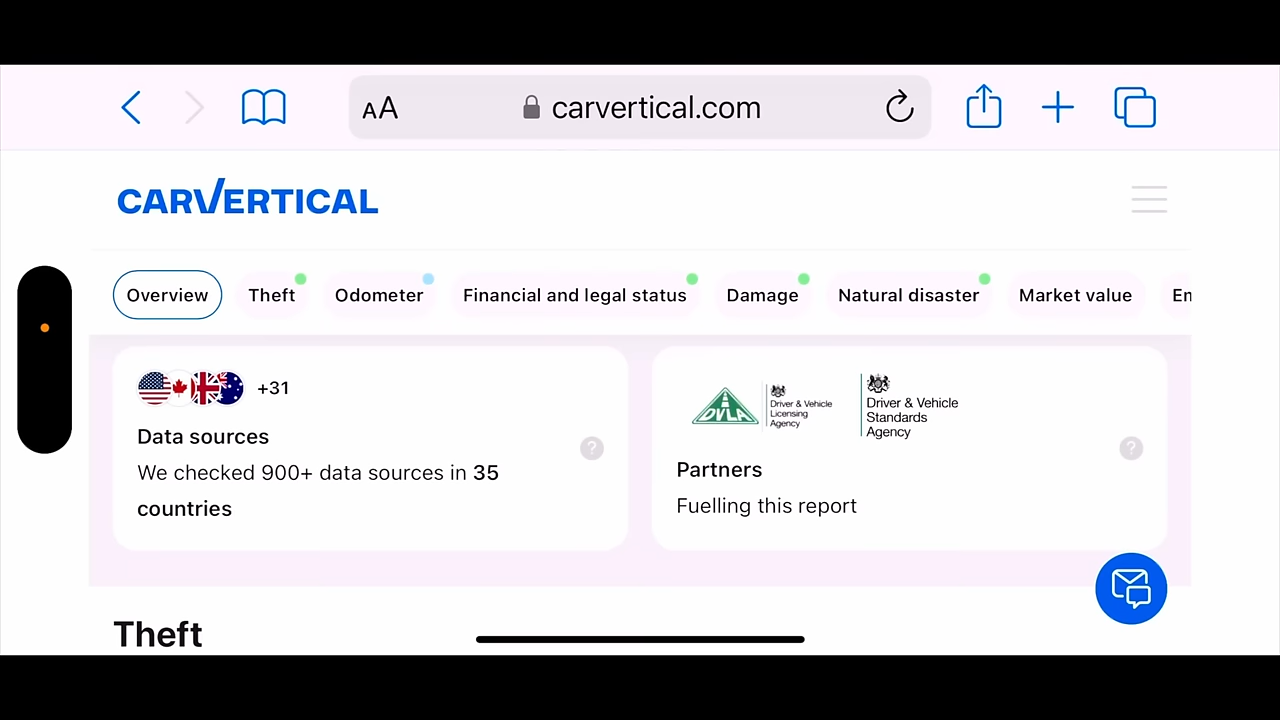 AA
carvertical.com
CARVERTICAL
Overview
Theft
Odometer
Financial and legal status
Damage
Natural disaster
Market value
En
+31
Data sources
We checked 900+ data sources in 35
countries
?
DVLA
Driver & Vehicle
Licensing
Agency
Driver & Vehicle
Standards
Agency
Partners
Fuelling this report
?
Theft